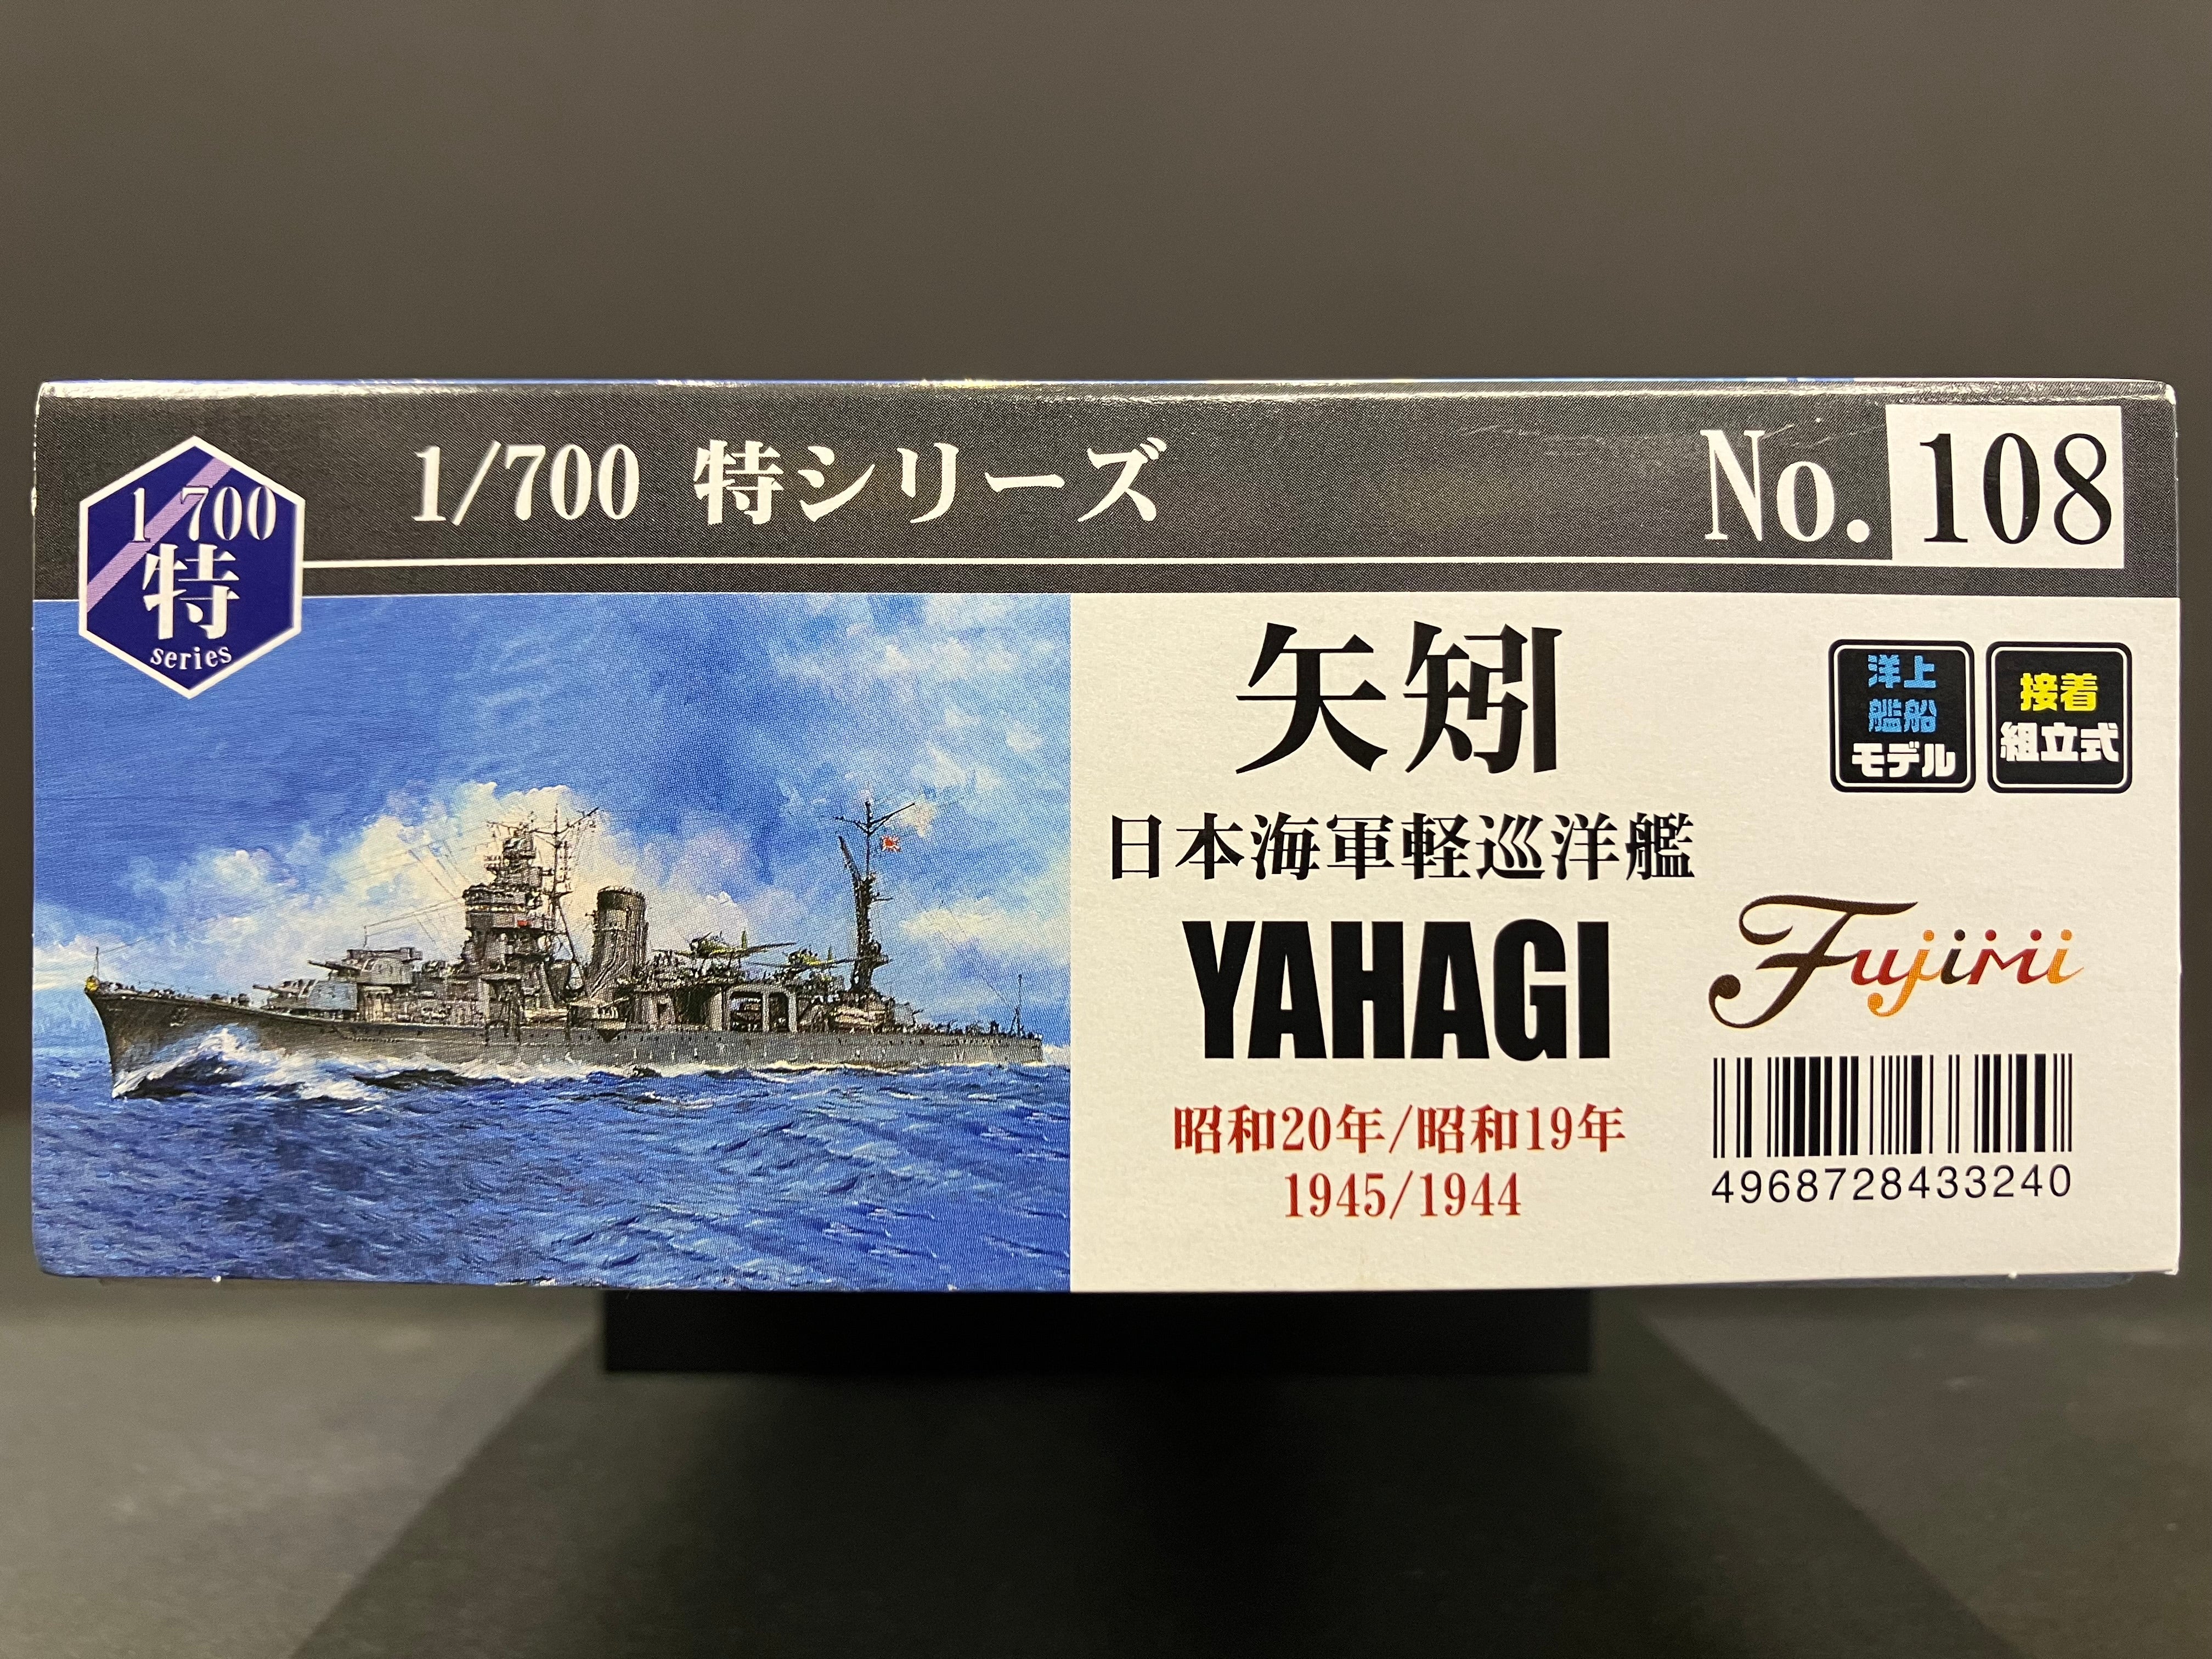 1/700
特
series
1/700 特シリーズ
No. 108
矢矧
日本海軍軽巡洋艦
YAHAGI
昭和20年/昭和19年
1945/1944
洋上
艦船
モデル
接着
組立式
Fujimi
4968728433240